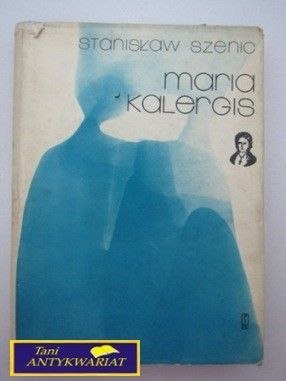 STANISŁAW SZENIC
maria
KALERGIS
Tani
ANTYKWARIAT